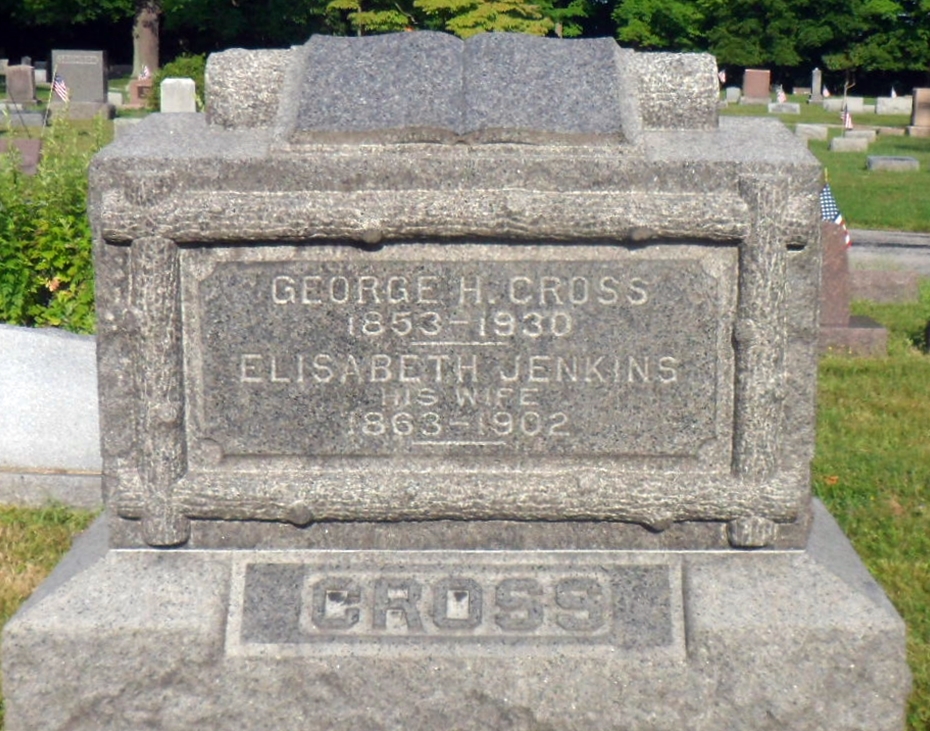 GEORGE H. CROSS
1853–1930
ELISABETH JENKINS
HIS WIFE
1863–1902
CROSS